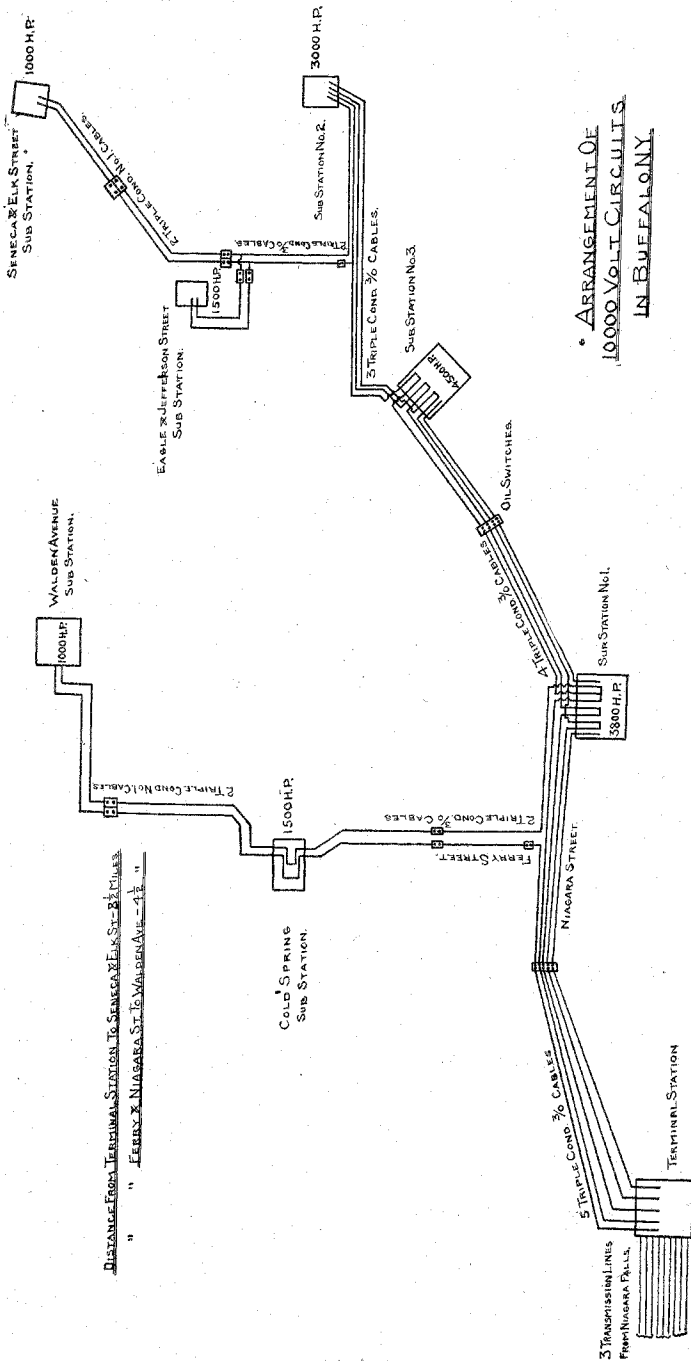 ARRANGEMENT OF
10000 VOLT CIRCUITS
IN BUFFALO N.Y.
DISTANCE FROM TERMINAL STATION TO SENECA & ELK ST - 8½ MILES
" " FERRY & NIAGARA ST. TO WALDEN AVE - 4½ "
3 TRANSMISSION LINES
FROM NIAGARA FALLS.
TERMINAL STATION
5 TRIPLE COND. 3/0 CABLES
NIAGARA STREET.
FERRY STREET.
2 TRIPLE COND. 3/0 CABLES
COLD SPRING
SUB STATION.
1500 H.P.
2 TRIPLE COND NO.1. CABLES
WALDEN AVENUE
SUB STATION.
1000 H.P.
SUB STATION NO.1.
3800 H.P.
4 TRIPLE COND. 3/0 CABLES
OIL SWITCHES.
SUB STATION NO.3.
4500 H.P.
3 TRIPLE COND. 3/0 CABLES.
SUB STATION NO.2.
3000 H.P.
2 TRIPLE COND 3/0 CABLES.
EAGLE & JEFFERSON STREET
SUB STATION.
1500 H.P.
2 TRIPLE COND. NO.1 CABLES.
SENECA & ELK STREET
SUB STATION.
1000 H.P.